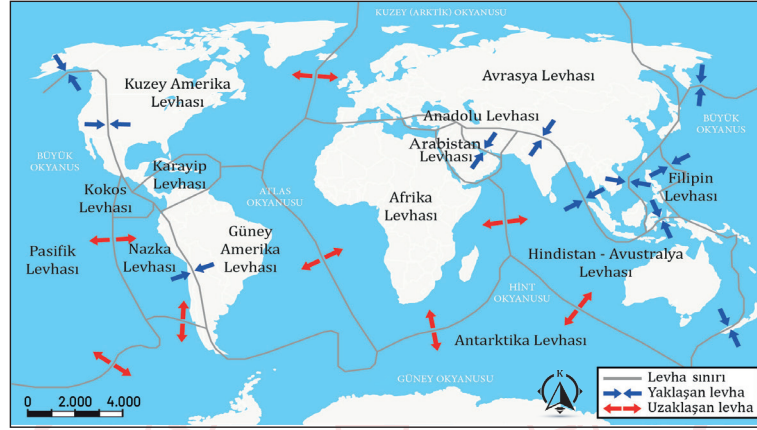 KUZEY (ARKTİK) OKYANUSU
Kuzey Amerika
Levhası
Avrasya Levhası
Anadolu Levhası
BÜYÜK
OKYANUS
Arabistan
Levhası
BÜYÜK
OKYANUS
Karayip
Levhası
Kokos
Levhası
ATLAS
OKYANUSU
Afrika
Levhası
Filipin
Levhası
Pasifik
Levhası
Nazka
Levhası
Güney
Amerika
Levhası
Hindistan - Avustralya
Levhası
HİNT
OKYANUSU
Antarktika Levhası
GÜNEY OKYANUSU
K
0 2.000 4.000
Levha sınırı
Yaklaşan levha
Uzaklaşan levha